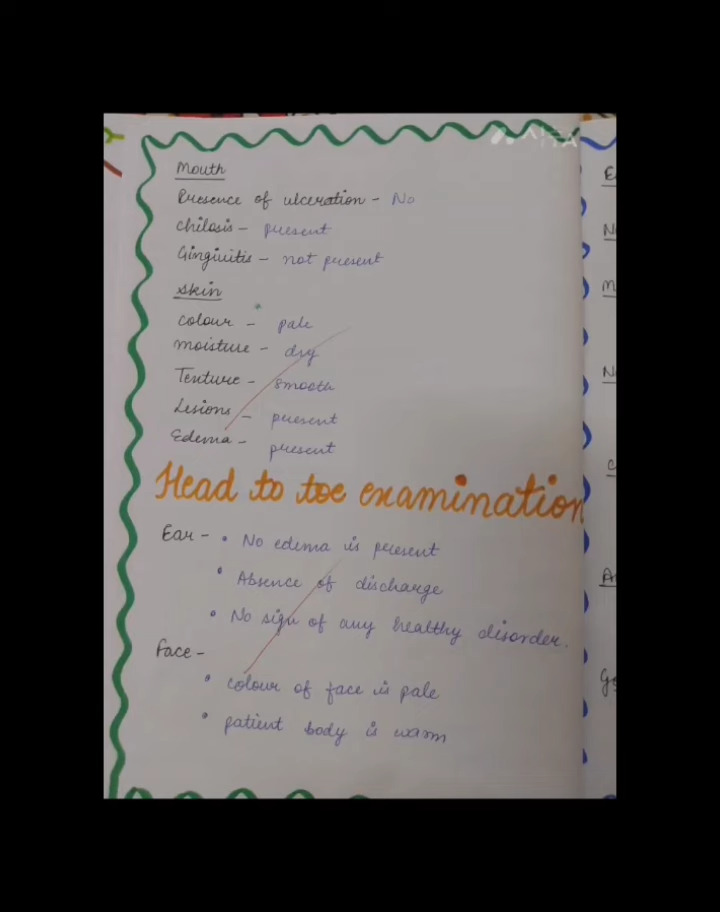 Mouth
Presence of ulceration - No
chilosis - present
Gingivitis - not present
Skin
colour - pale
moisture - dry
Tenture - smooth
Lesions - present
Edema - present
Head to toe examination
Ear - • No edema is present
• Absence of discharge
• No sign of any healthy disorder.
Face -
• colour of face is pale
• patient body is warm